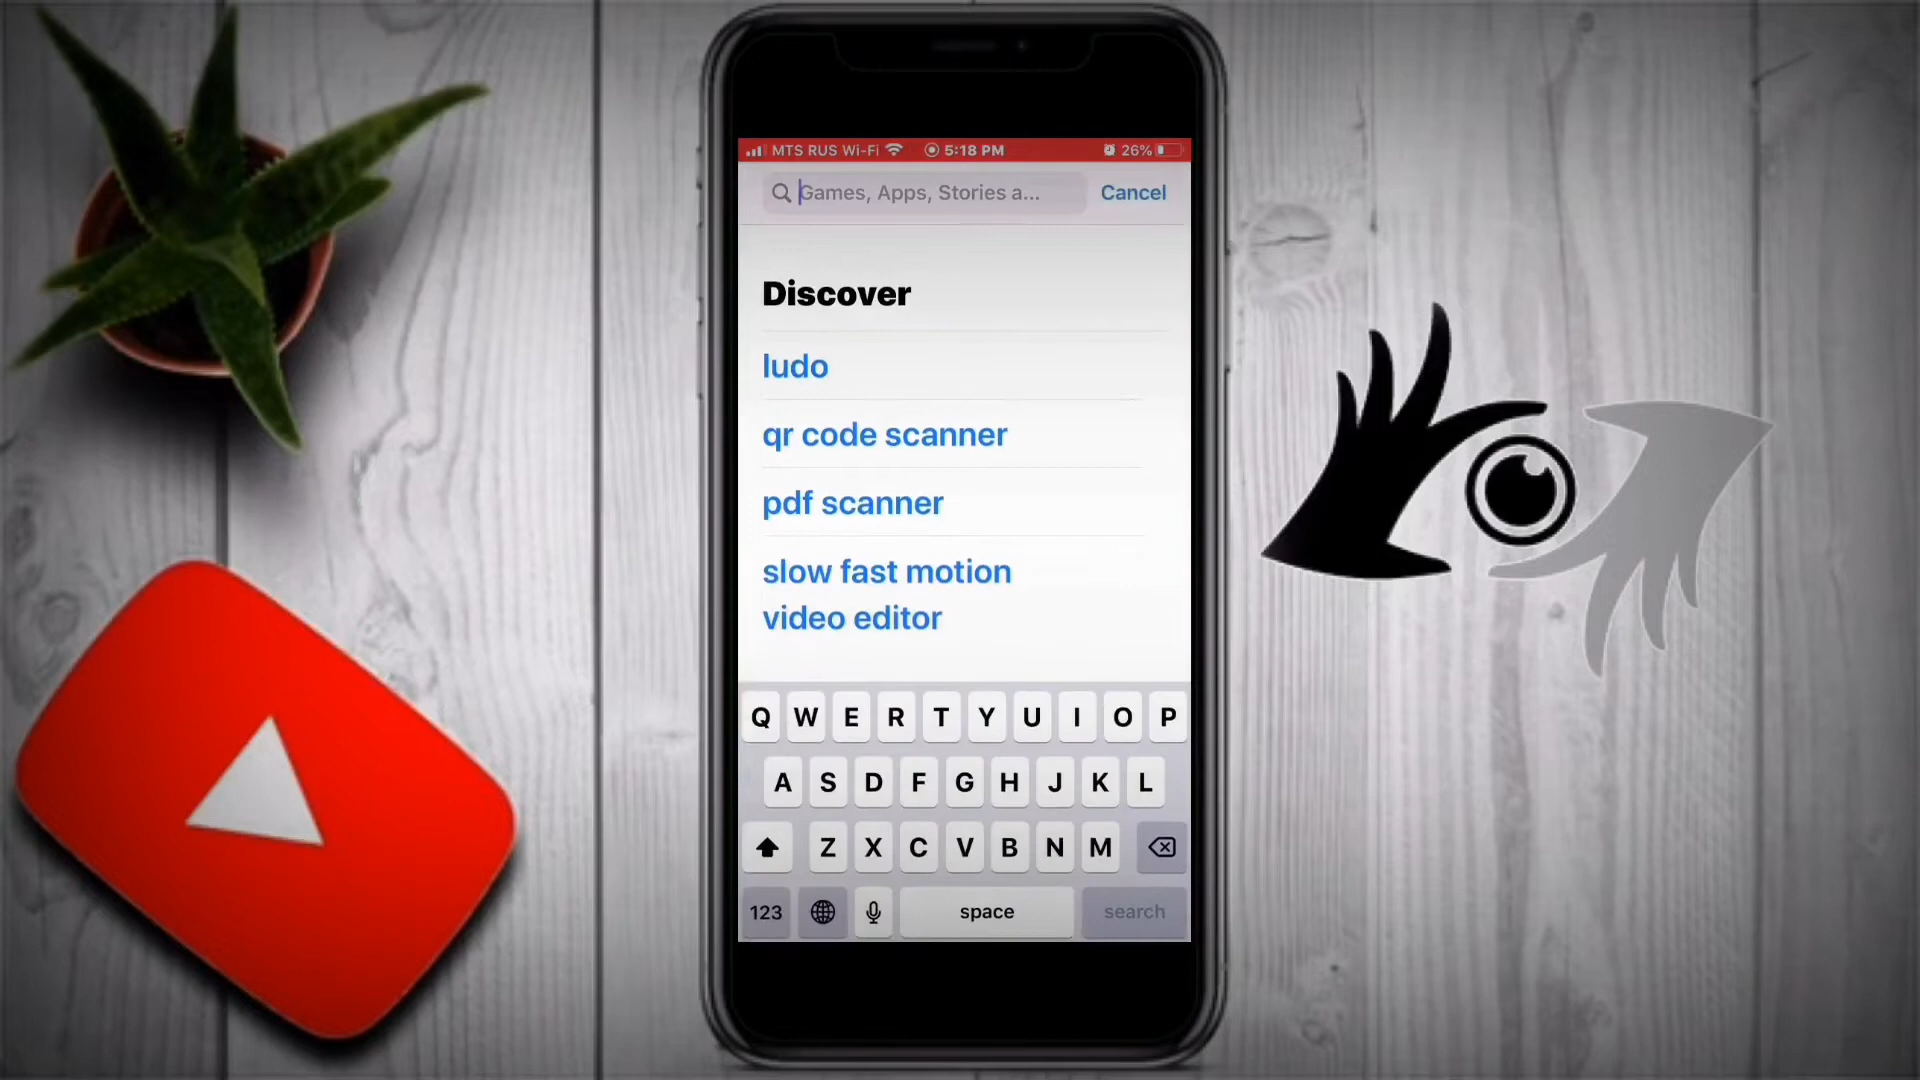 MTS RUS Wi-Fi 5:18 PM 26%
Games, Apps, Stories a... Cancel
Discover
ludo
qr code scanner
pdf scanner
slow fast motion
video editor
Q W E R T Y U I O P
A S D F G H J K L
Z X C V B N M
123 space search